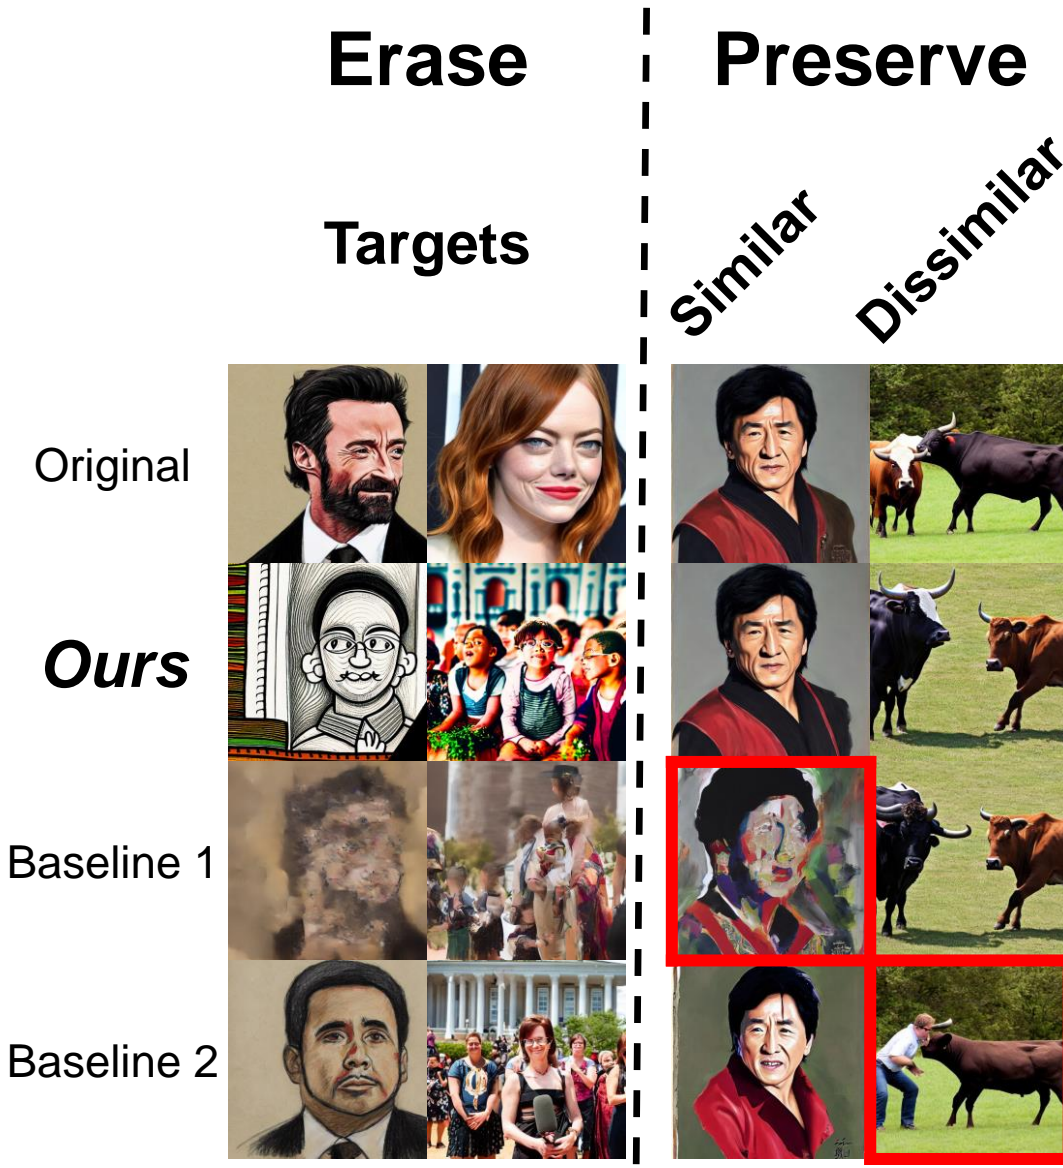 Erase
Preserve
Targets
Similar
Dissimilar
Original
Ours
Baseline 1
Baseline 2